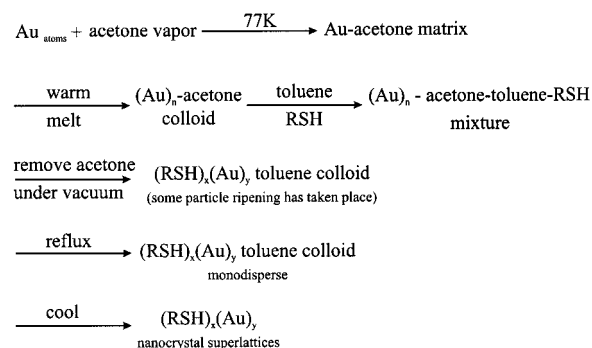 Au atoms + acetone vapor 77K Au-acetone matrix
warm (Au)n-acetone toluene (Au)n - acetone-toluene-RSH
melt colloid RSH mixture
remove acetone (RSH)x(Au)y toluene colloid
under vacuum (some particle ripening has taken place)
reflux (RSH)x(Au)y toluene colloid
monodisperse
cool (RSH)x(Au)y
nanocrystal superlattices